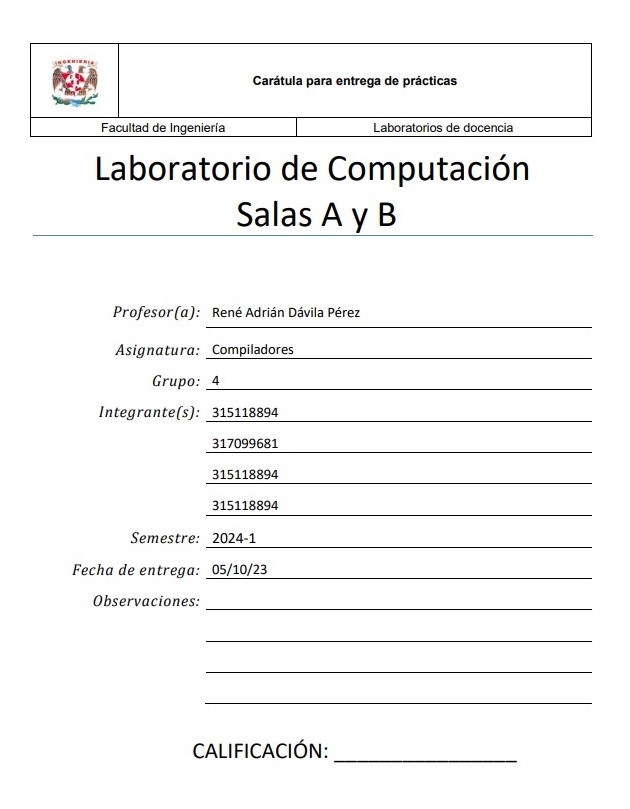 INGENIERIA
Carátula para entrega de prácticas
Facultad de Ingeniería
Laboratorios de docencia
Laboratorio de Computación
Salas A y B
Profesor(a): René Adrián Dávila Pérez
Asignatura: Compiladores
Grupo: 4
Integrante(s): 315118894
317099681
315118894
315118894
Semestre: 2024-1
Fecha de entrega: 05/10/23
Observaciones:
CALIFICACIÓN: ________________